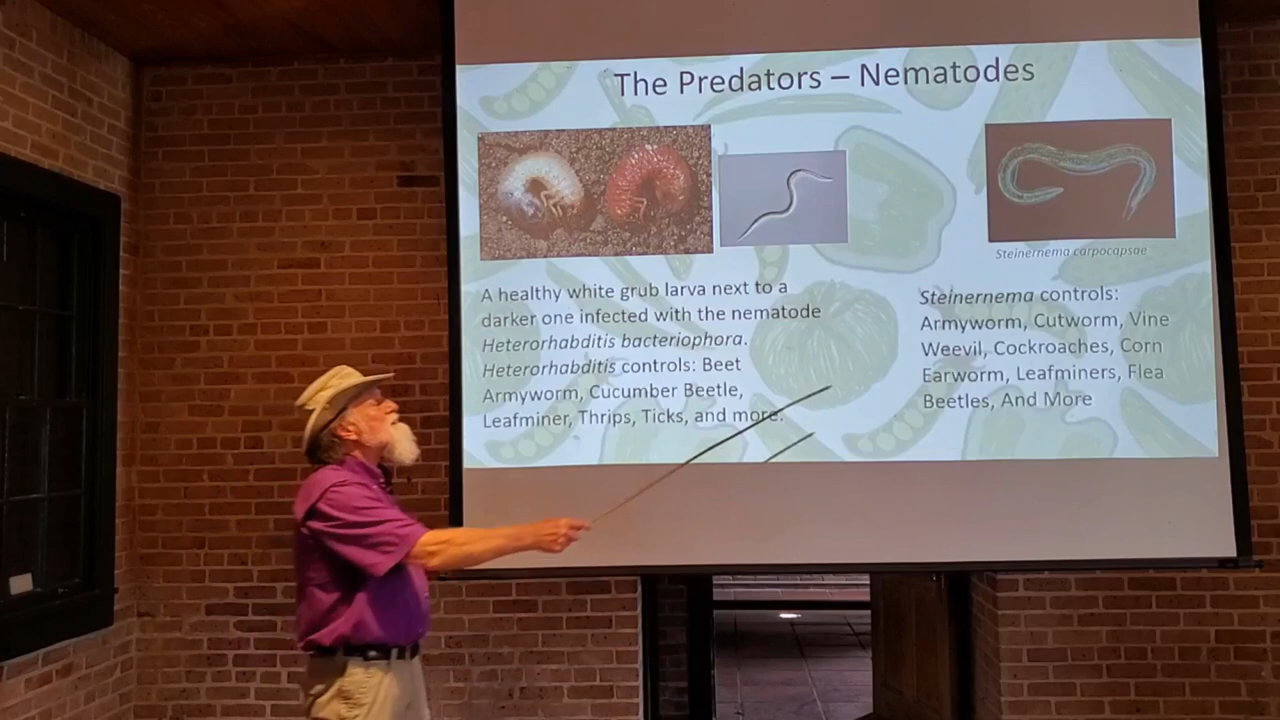 The Predators – Nematodes
Steinernema carpocapsae
A healthy white grub larva next to a
darker one infected with the nematode
Heterorhabditis bacteriophora.
Heterorhabditis controls: Beet
Armyworm, Cucumber Beetle,
Leafminer, Thrips, Ticks, and more.
Steinernema controls:
Armyworm, Cutworm, Vine
Weevil, Cockroaches, Corn
Earworm, Leafminers, Flea
Beetles, And More